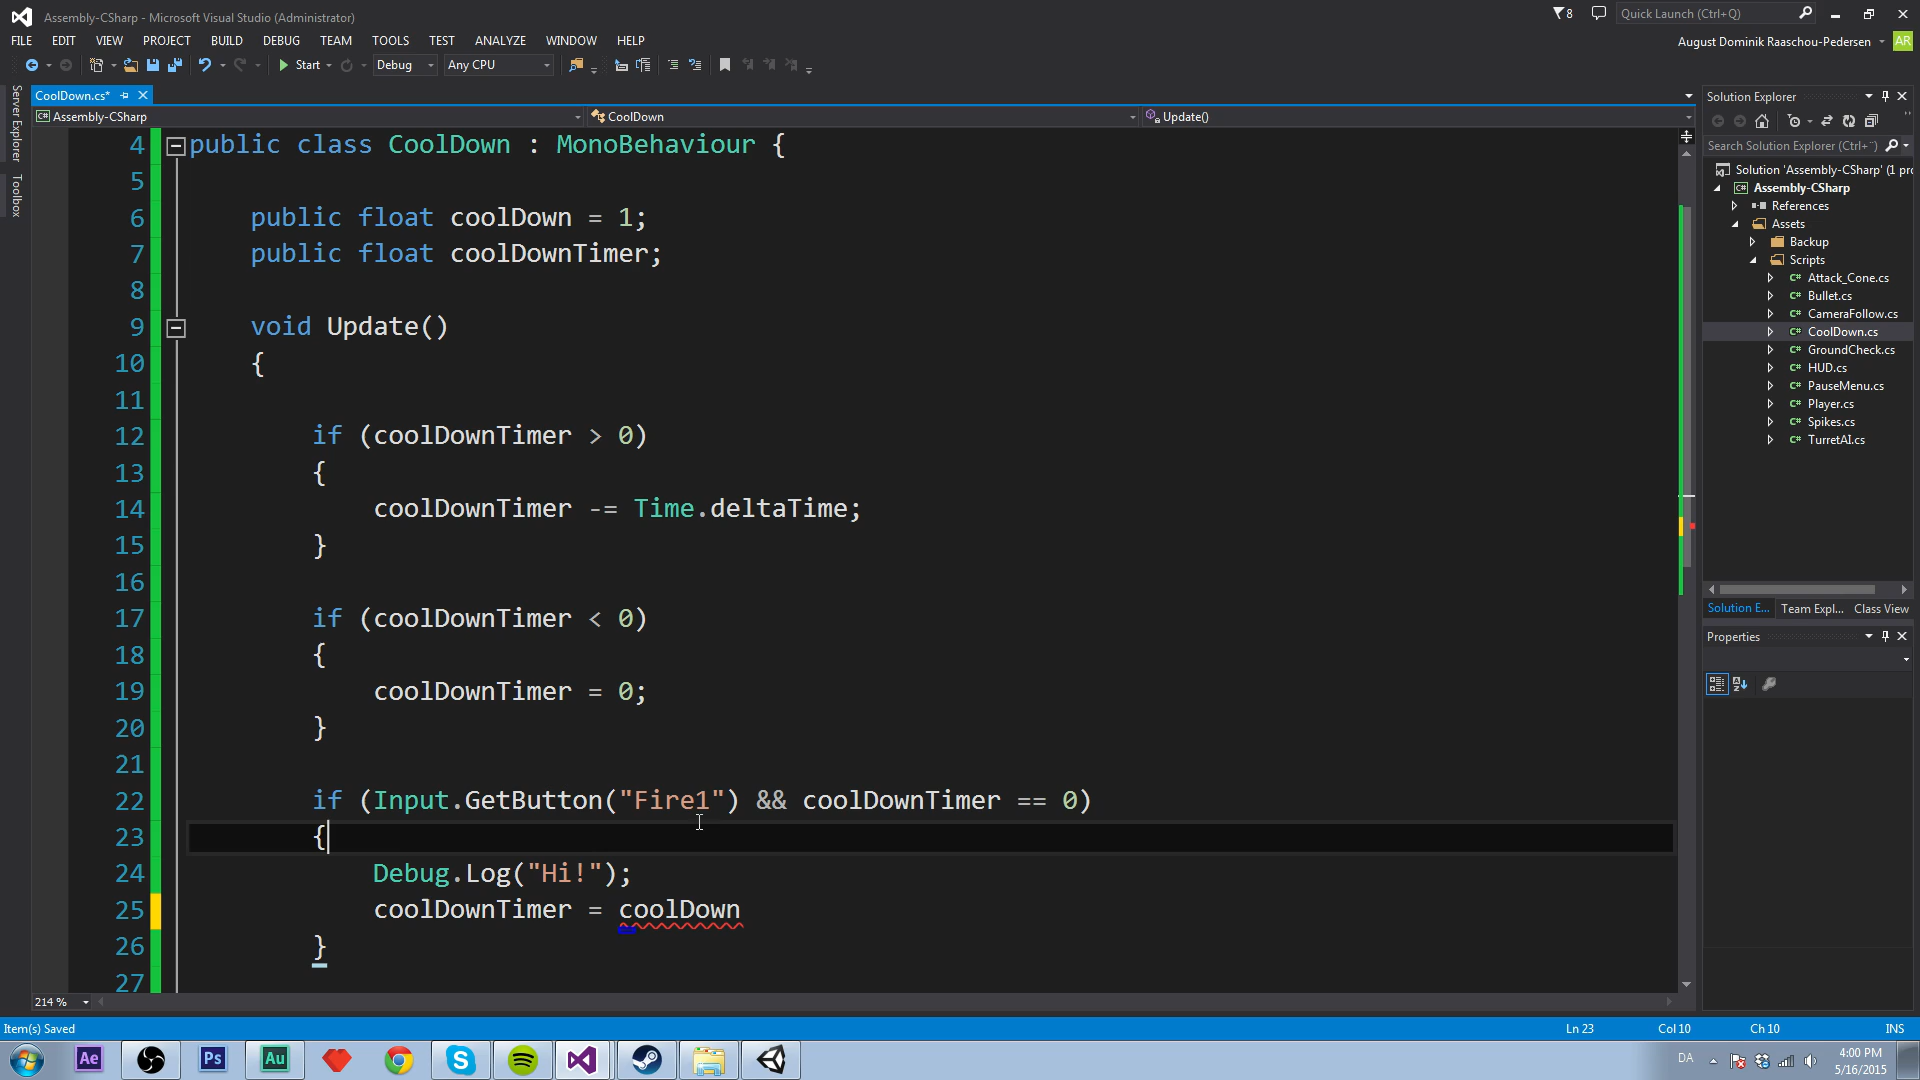 Assembly-CSharp - Microsoft Visual Studio (Administrator)
8
Quick Launch (Ctrl+Q)
FILE EDIT VIEW PROJECT BUILD DEBUG TEAM TOOLS TEST ANALYZE WINDOW HELP
August Dominik Raaschou-Pedersen AR
Start Debug Any CPU
Server Explorer
Toolbox
CoolDown.cs*
Assembly-CSharp CoolDown Update()
4 public class CoolDown : MonoBehaviour {
5
6 public float coolDown = 1;
7 public float coolDownTimer;
8
9 void Update()
10 {
11
12 if (coolDownTimer > 0)
13 {
14 coolDownTimer -= Time.deltaTime;
15 }
16
17 if (coolDownTimer < 0)
18 {
19 coolDownTimer = 0;
20 }
21
22 if (Input.GetButton("Fire1") && coolDownTimer == 0)
23 {
24 Debug.Log("Hi!");
25 coolDownTimer = coolDown
26 }
27
214 %
Solution Explorer
Search Solution Explorer (Ctrl+¨)
Solution 'Assembly-CSharp' (1 pro
Assembly-CSharp
References
Assets
Backup
Scripts
C# Attack_Cone.cs
C# Bullet.cs
C# CameraFollow.cs
C# CoolDown.cs
C# GroundCheck.cs
C# HUD.cs
C# PauseMenu.cs
C# Player.cs
C# Spikes.cs
C# TurretAI.cs
Solution E... Team Expl... Class View
Properties
Item(s) Saved
Ln 23 Col 10 Ch 10 INS
Ae Ps Au
DA
4:00 PM
5/16/2015